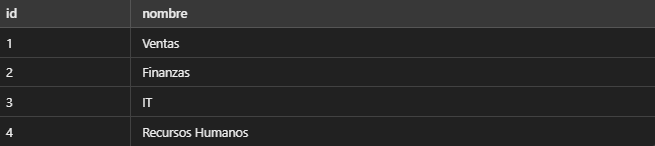 id nombre
1 Ventas
2 Finanzas
3 IT
4 Recursos Humanos